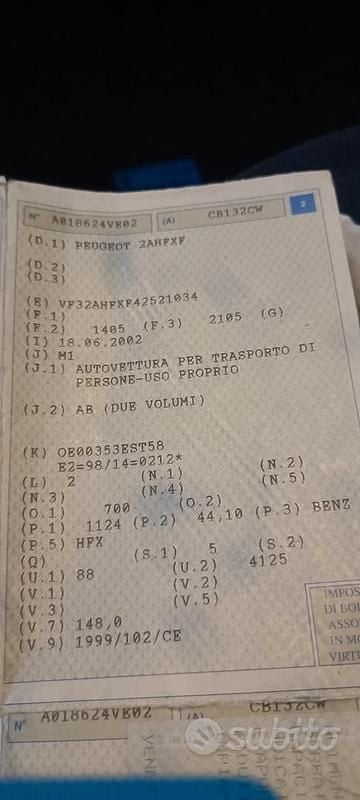 N° A018624VE02 (A) CB132CW 2
(D.1) PEUGEOT 2AHFXF
(D.2)
(D.3)
(E) VF32AHFXF42521034
(F.1)
(F.2) 1405 (F.3) 2105 (G)
(I) 18.06.2002
(J) M1
(J.1) AUTOVETTURA PER TRASPORTO DI
PERSONE-USO PROPRIO
(J.2) AB (DUE VOLUMI)
(K) OE00353EST58
E2=98/14=0212*
(L) 2 (N.1) (N.2)
(N.3) (N.4) (N.5)
(O.1) 700 (O.2)
(P.1) 1124 (P.2) 44,10 (P.3) BENZ
(P.5) HFX
(Q) (S.1) 5 (S.2)
(U.1) 88 (U.2) 4125
(V.1) (V.2)
(V.3) (V.5)
(V.7) 148,0
(V.9) 1999/102/CE
IMPOS
DI BOL
ASSO
IN MO
VIRTU
N° A018624VE02 (A) CB132CW
subito